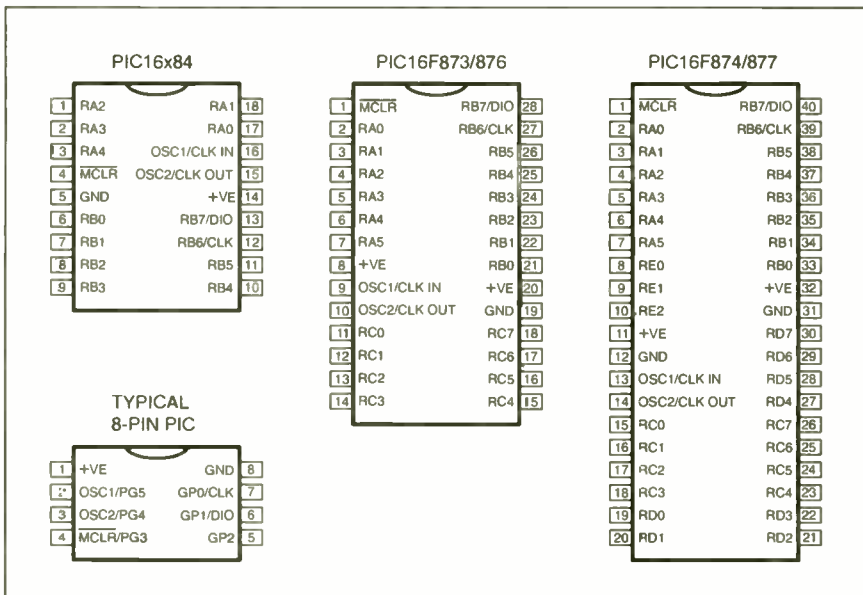 PIC16x84
1 RA2 RA1 18
2 RA3 RA0 17
3 RA4 OSC1/CLK IN 16
4 MCLR OSC2/CLK OUT 15
5 GND +VE 14
6 RB0 RB7/DIO 13
7 RB1 RB6/CLK 12
8 RB2 RB5 11
9 RB3 RB4 10
TYPICAL
8-PIN PIC
1 +VE GND 8
OSC1/PG5 GP0/CLK 7
3 OSC2/PG4 GP1/DIO 6
4 MCLR/PG3 GP2 5
PIC16F873/876
1 MCLR RB7/DIO 28
2 RA0 RB6/CLK 27
3 RA1 RB5 26
4 RA2 RB4 25
5 RA3 RB3 24
6 RA4 RB2 23
7 RA5 RB1 22
8 +VE RB0 21
9 OSC1/CLK IN +VE 20
10 OSC2/CLK OUT GND 19
11 RC0 RC7 18
12 RC1 RC6 17
13 RC2 RC5 16
14 RC3 RC4 15
PIC16F874/877
1 MCLR RB7/DIO 40
2 RA0 RB6/CLK 39
3 RA1 RB5 38
4 RA2 RB4 37
5 RA3 RB3 36
6 RA4 RB2 35
7 RA5 RB1 34
8 RE0 RB0 33
9 RE1 +VE 32
10 RE2 GND 31
11 +VE RD7 30
12 GND RD6 29
13 OSC1/CLK IN RD5 28
14 OSC2/CLK OUT RD4 27
15 RC0 RC7 26
16 RC1 RC6 25
17 RC2 RC5 24
18 RC3 RC4 23
19 RD0 RD3 22
20 RD1 RD2 21